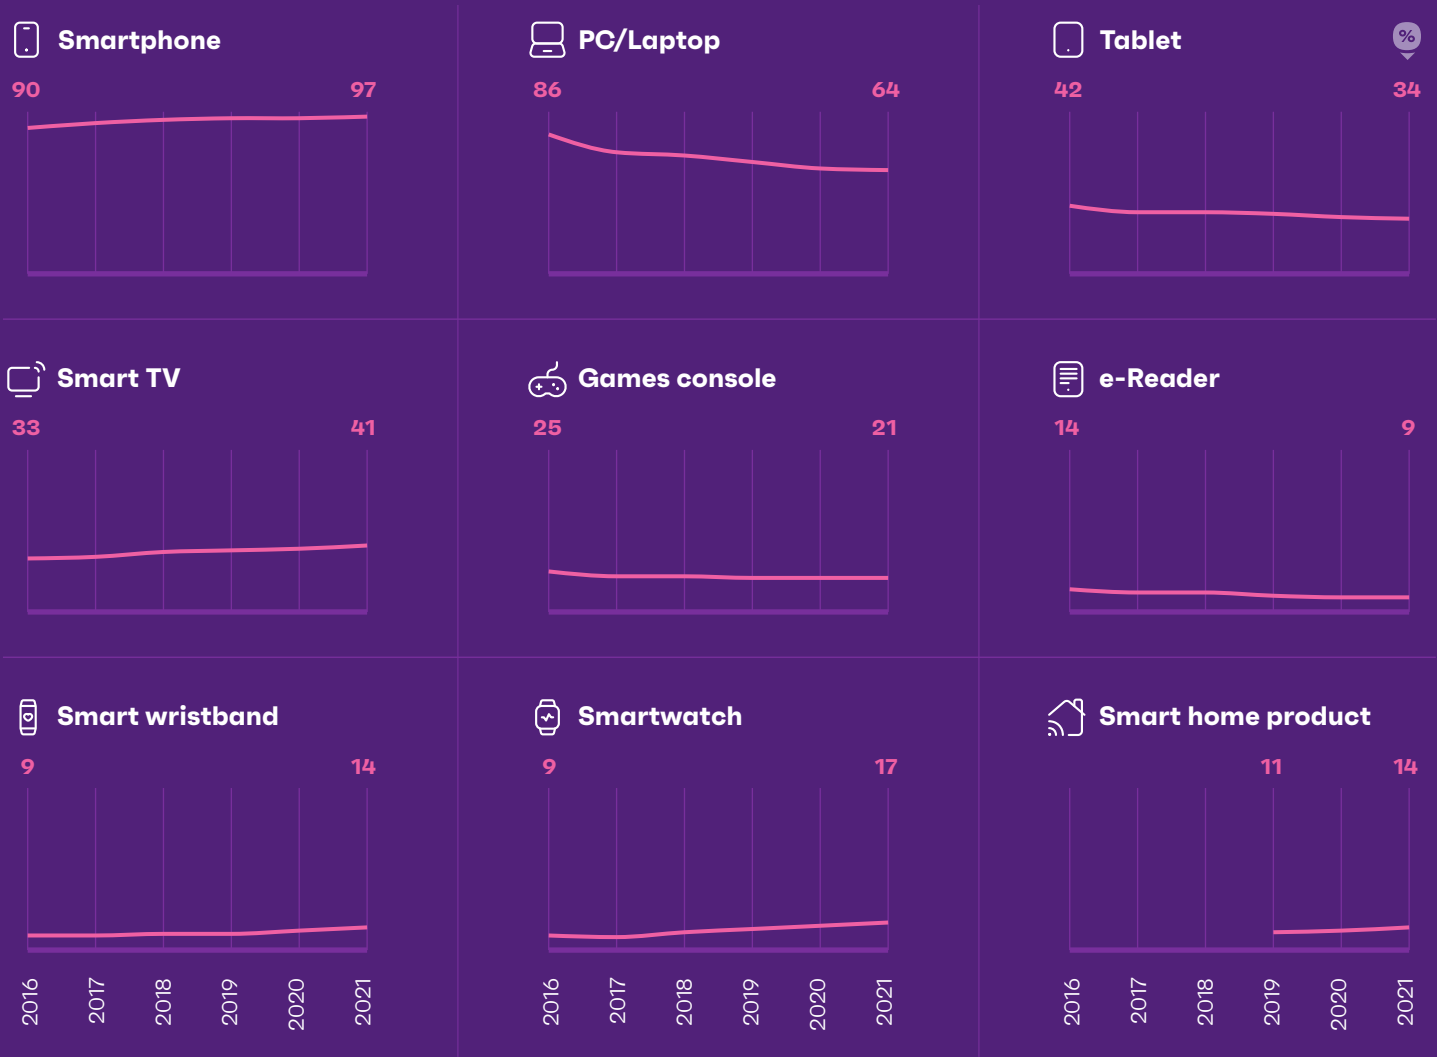 Smartphone
90 97
PC/Laptop
86 64
Tablet %
42 34
Smart TV
33 41
Games console
25 21
e-Reader
14 9
Smart wristband
9 14
Smartwatch
9 17
Smart home product
11 14
2016 2017 2018 2019 2020 2021
2016 2017 2018 2019 2020 2021
2016 2017 2018 2019 2020 2021